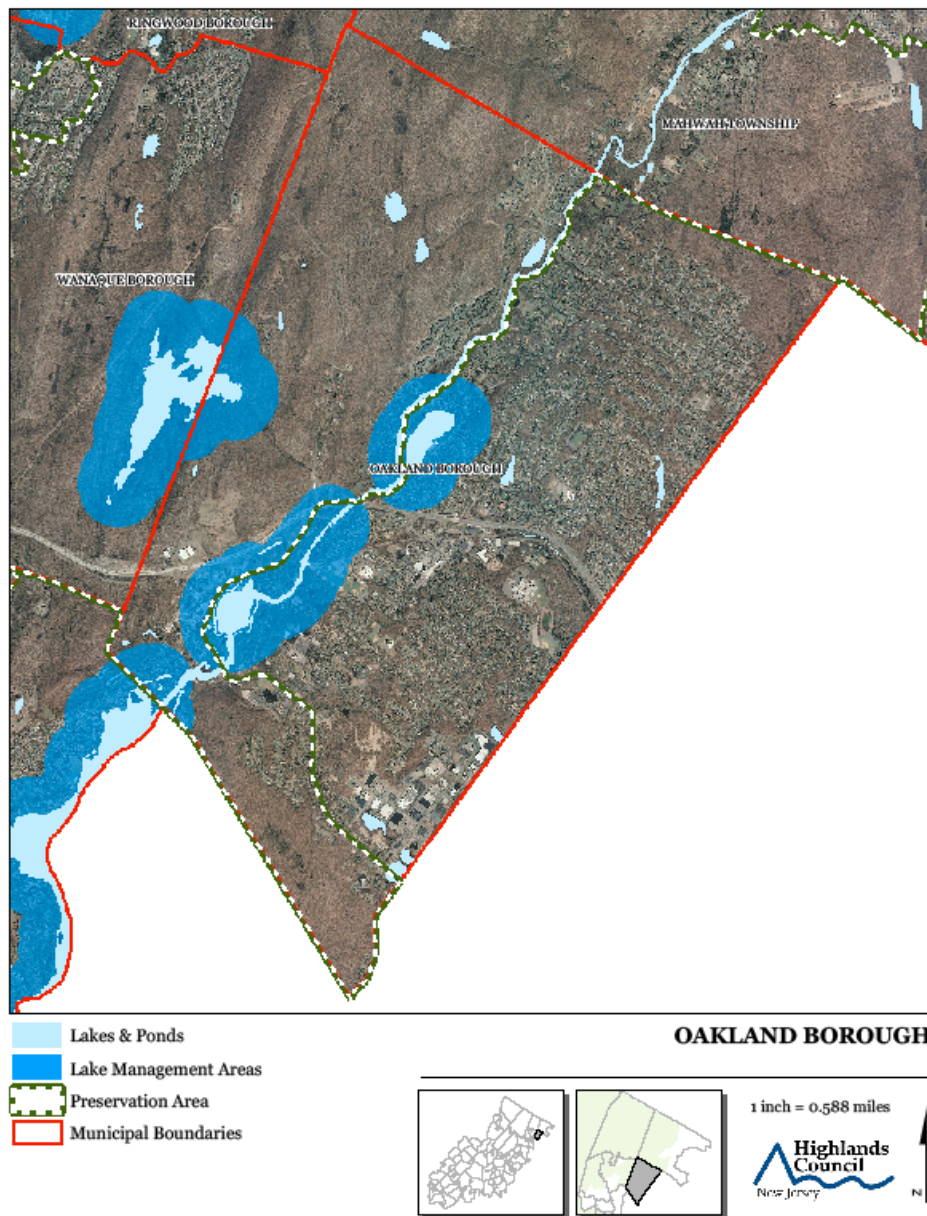 RINGWOOD BOROUGH
MAHWAH TOWNSHIP
WANAQUE BOROUGH
OAKLAND BOROUGH
Lakes & Ponds
Lake Management Areas
Preservation Area
Municipal Boundaries
OAKLAND BOROUGH
1 inch = 0.588 miles
Highlands
Council
New Jersey
N